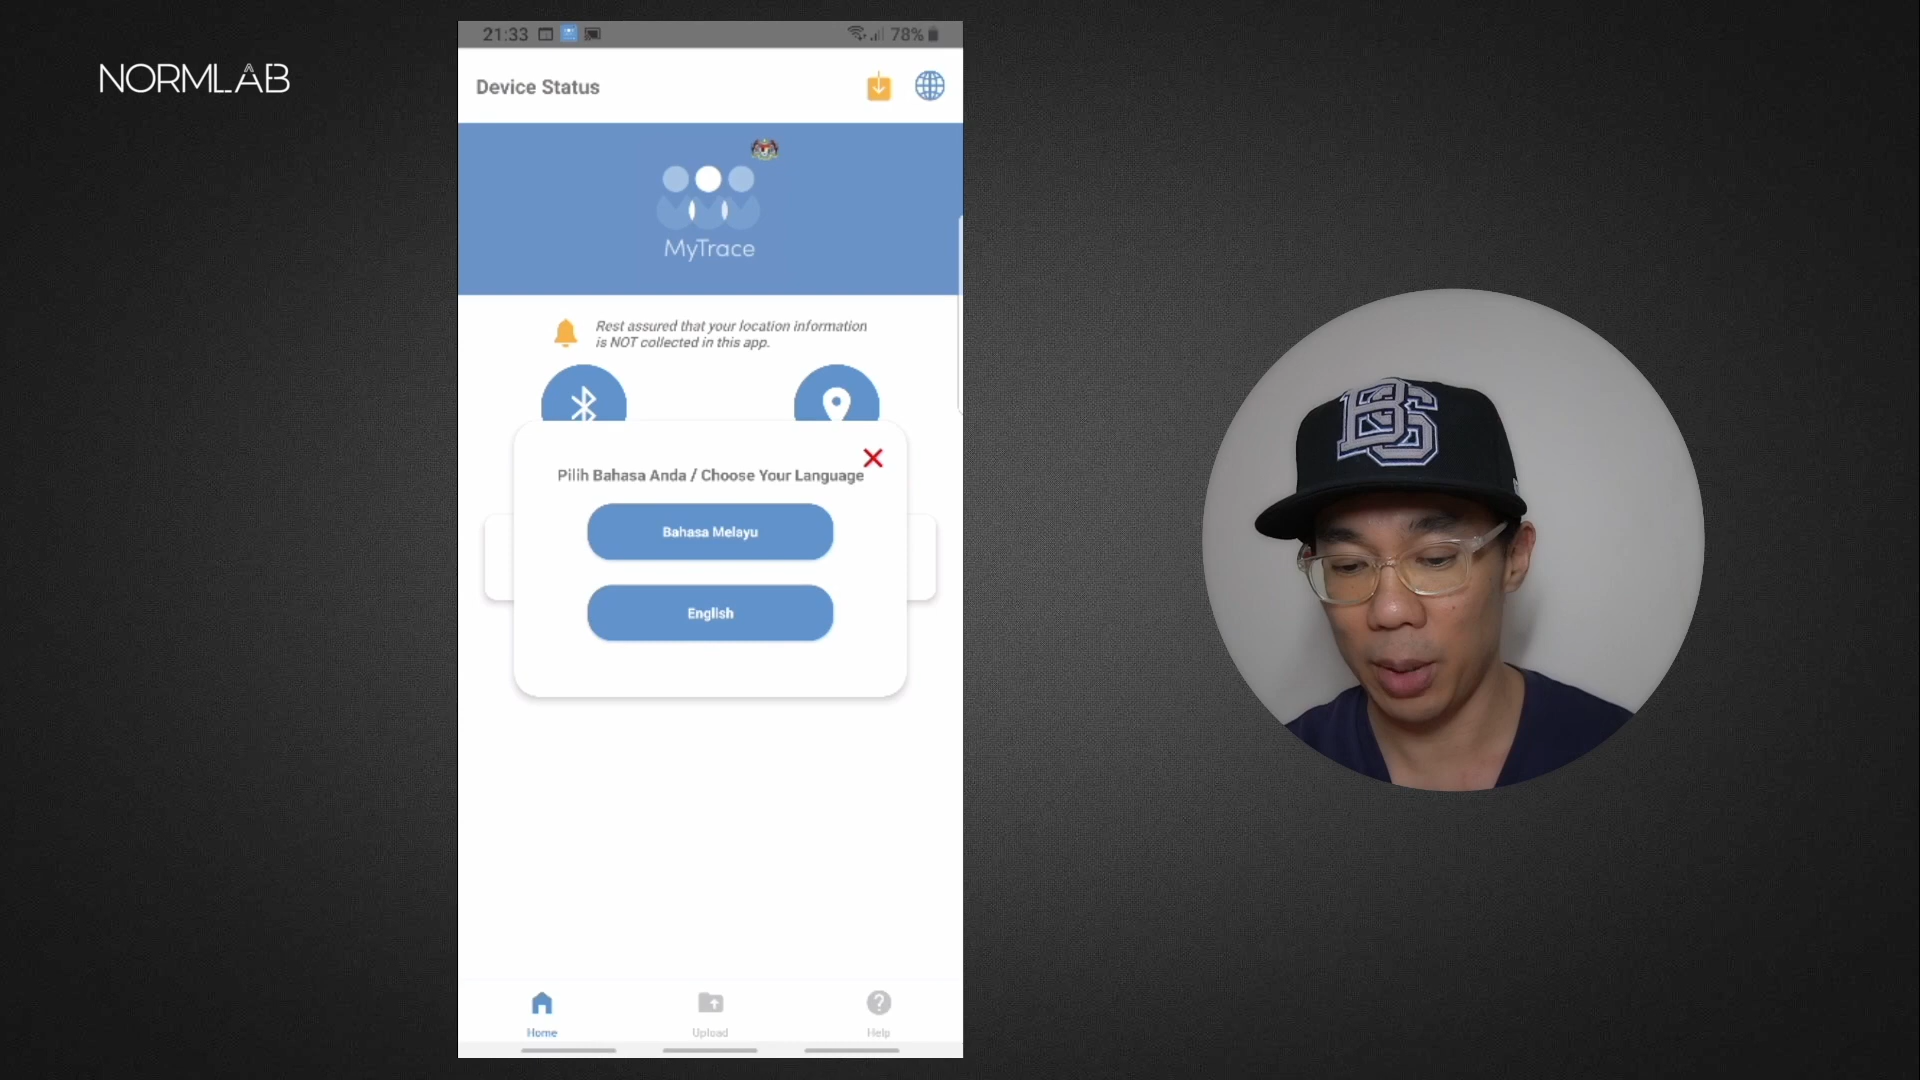 NORMLAB
21:33
78%
Device Status
MyTrace
Rest assured that your location information
is NOT collected in this app.
Pilih Bahasa Anda / Choose Your Language
Bahasa Melayu
English
Home
Upload
Help
BG